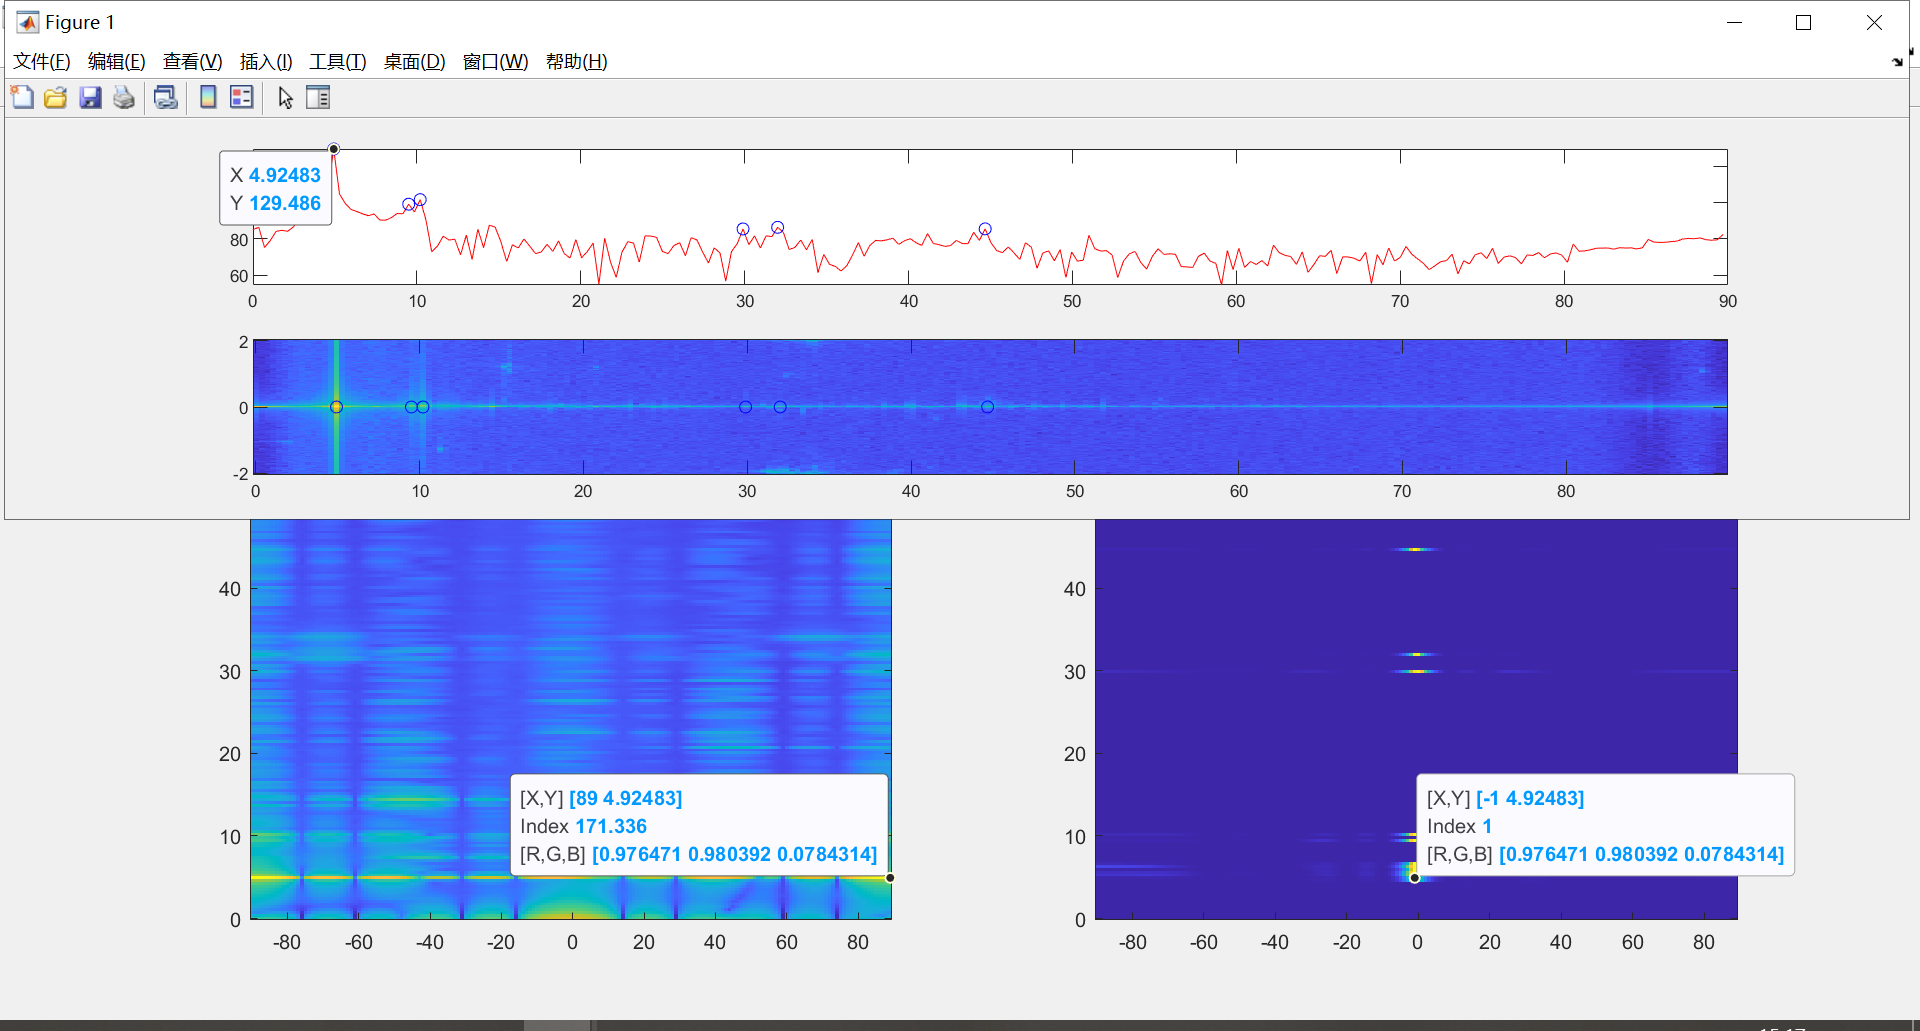 Figure 1
文件(F) 编辑(E) 查看(V) 插入(I) 工具(T) 桌面(D) 窗口(W) 帮助(H)
X 4.92483
Y 129.486
80
60
0 10 20 30 40 50 60 70 80 90
2
0
-2
0 10 20 30 40 50 60 70 80
40
30
20
10
0
[X,Y] [89 4.92483]
Index 171.336
[R,G,B] [0.976471 0.980392 0.0784314]
-80 -60 -40 -20 0 20 40 60 80
40
30
20
10
0
[X,Y] [-1 4.92483]
Index 1
[R,G,B] [0.976471 0.980392 0.0784314]
-80 -60 -40 -20 0 20 40 60 80